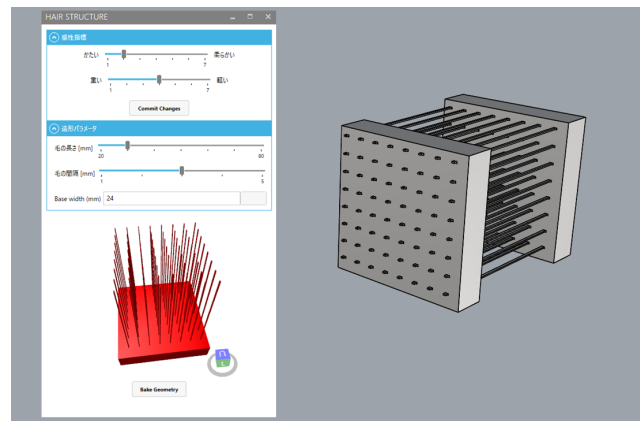 HAIR STRUCTURE
感性指標
かたい 柔らかい
1 7
重い 軽い
1 7
Commit Changes
造形パラメータ
毛の長さ [mm]
20 80
毛の間隔 [mm]
1 5
Base width (mm) 24
Bake Geometry